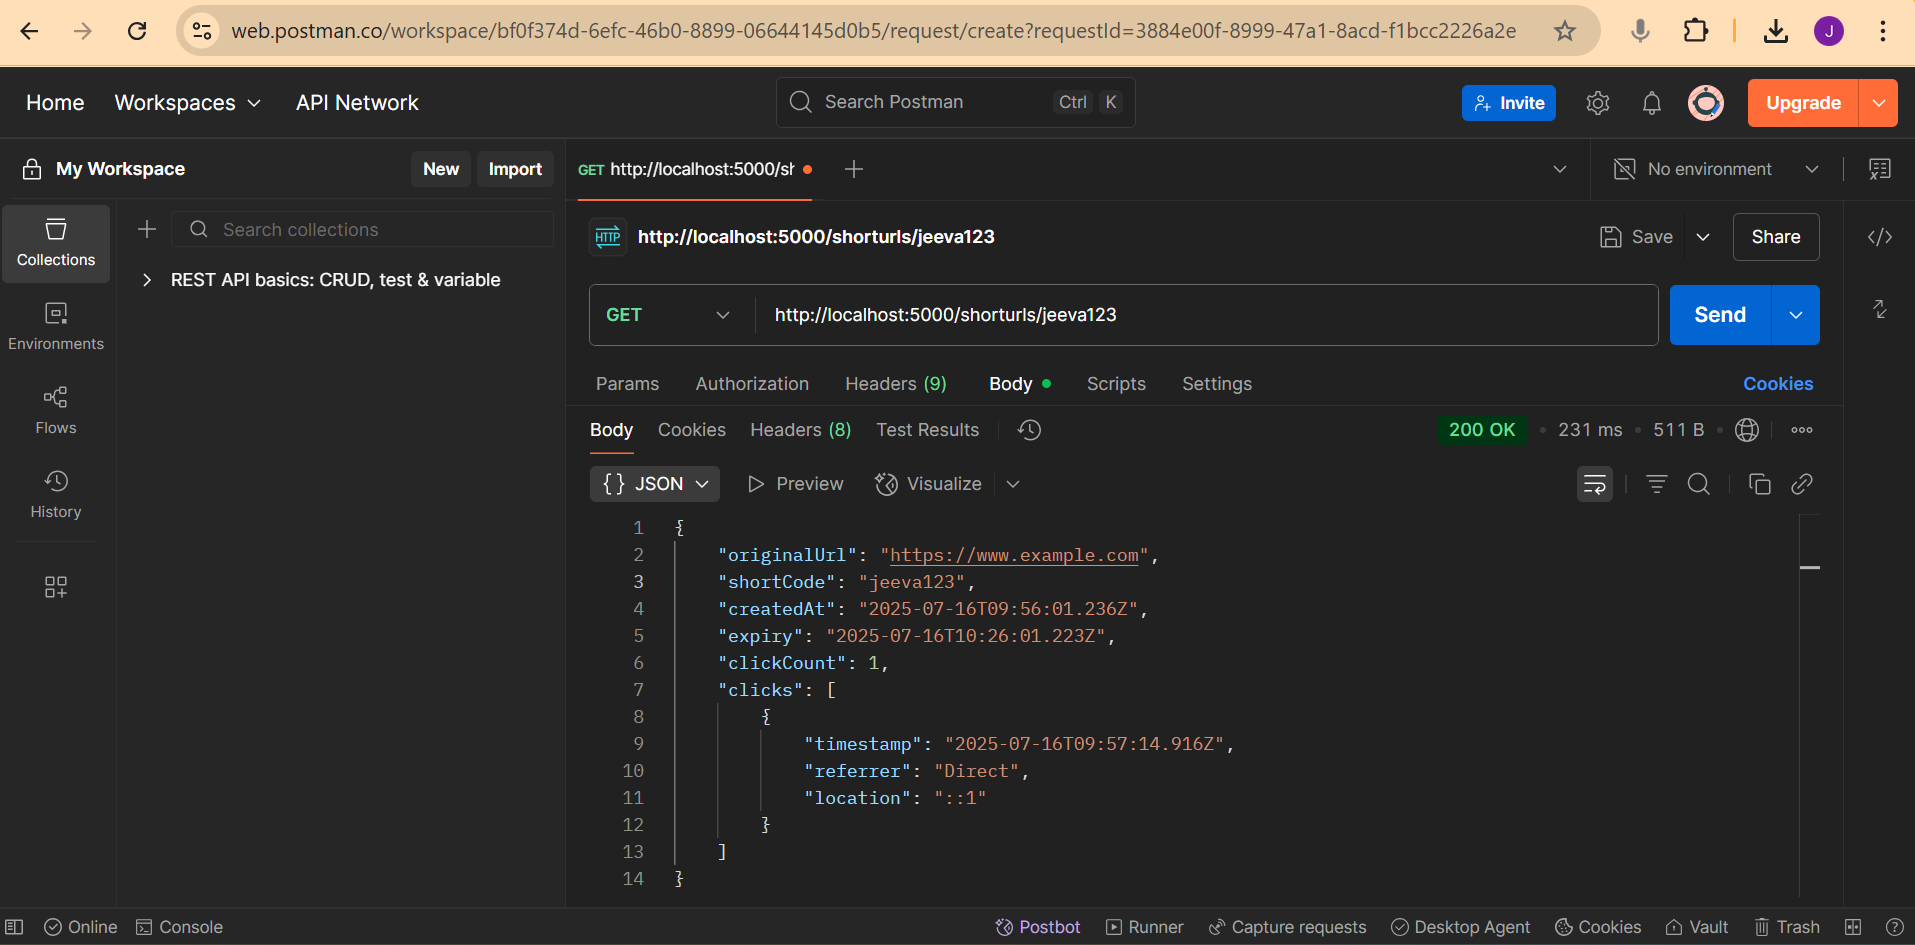 web.postman.co/workspace/bf0f374d-6efc-46b0-8899-06644145d0b5/request/create?requestId=3884e00f-8999-47a1-8acd-f1bcc2226a2e
J
Home Workspaces API Network
Search Postman Ctrl K
Invite
Upgrade
My Workspace New Import
GET http://localhost:5000/sh
No environment
Collections
Search collections
REST API basics: CRUD, test & variable
Environments
Flows
History
HTTP http://localhost:5000/shorturls/jeeva123
Save Share
GET http://localhost:5000/shorturls/jeeva123 Send
Params Authorization Headers (9) Body Scripts Settings Cookies
Body Cookies Headers (8) Test Results 200 OK • 231 ms • 511 B
{} JSON Preview Visualize
1 {
2 "originalUrl": "https://www.example.com",
3 "shortCode": "jeeva123",
4 "createdAt": "2025-07-16T09:56:01.236Z",
5 "expiry": "2025-07-16T10:26:01.223Z",
6 "clickCount": 1,
7 "clicks": [
8 {
9 "timestamp": "2025-07-16T09:57:14.916Z",
10 "referrer": "Direct",
11 "location": "::1"
12 }
13 ]
14 }
Online Console Postbot Runner Capture requests Desktop Agent Cookies Vault Trash